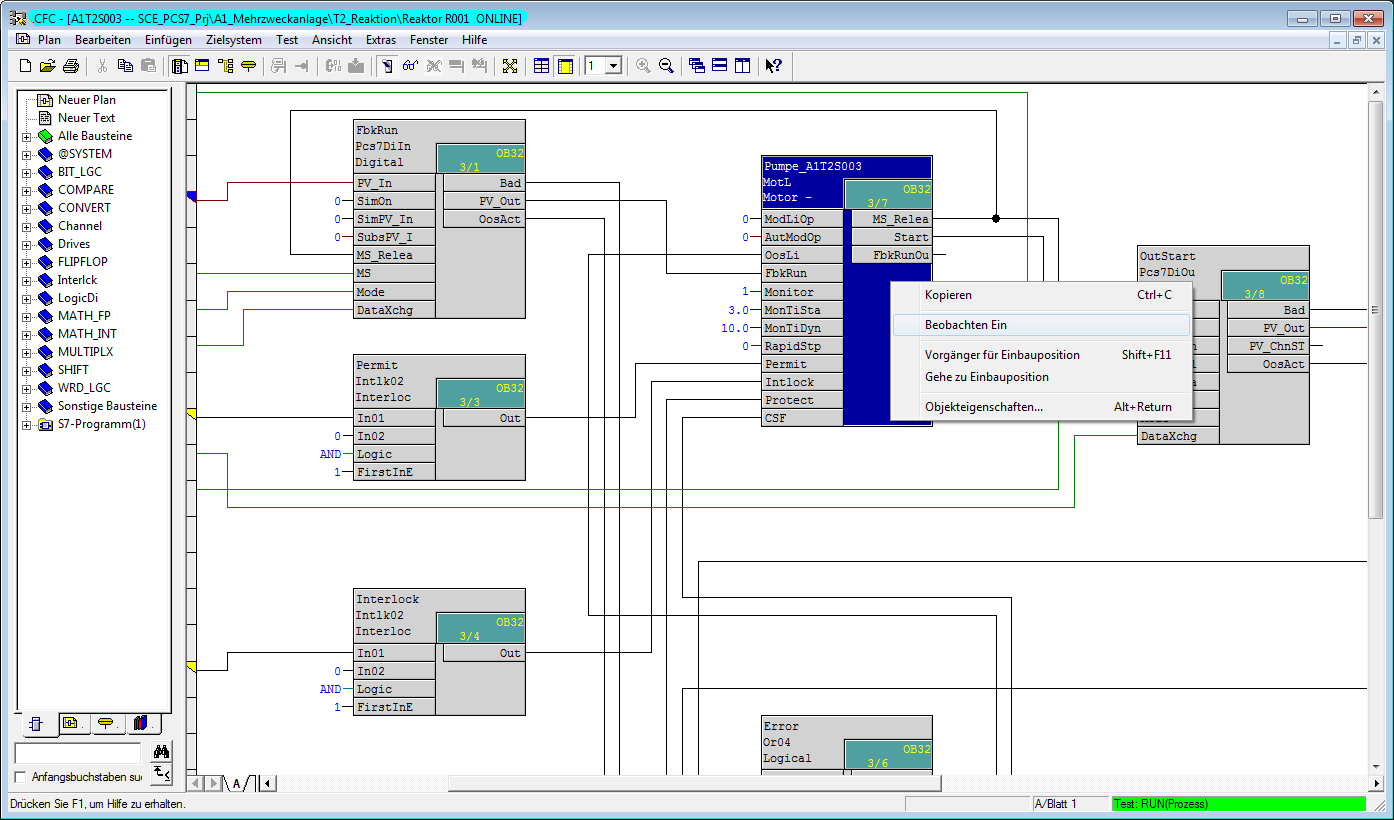 CFC - [A1T2S003 -- SCE_PCS7_Prj\A1_Mehrzweckanlage\T2_Reaktion\Reaktor R001 ONLINE]
Plan Bearbeiten Einfügen Zielsystem Test Ansicht Extras Fenster Hilfe
1
Neuer Plan
Neuer Text
Alle Bausteine
@SYSTEM
BIT_LGC
COMPARE
CONVERT
Channel
Drives
FLIPFLOP
Interlck
LogicDi
MATH_FP
MATH_INT
MULTIPLX
SHIFT
WRD_LGC
Sonstige Bausteine
S7-Programm(1)
Anfangsbuchstaben su
FbkRun
Pcs7DiIn
Digital
OB32
3/1
PV_In Bad
0 SimOn PV_Out
0 SimPV_In OosAct
0 SubsPV_I
MS_Relea
MS
Mode
DataXchg
Permit
Intlk02
Interloc
OB32
3/3
In01 Out
0 In02
AND Logic
1 FirstInE
Interlock
Intlk02
Interloc
OB32
3/4
In01 Out
0 In02
AND Logic
1 FirstInE
Pumpe_A1T2S003
MotL
Motor -
OB32
3/7
0 ModLiOp MS_Relea
0 AutModOp Start
OosLi FbkRunOu
FbkRun
1 Monitor
3.0 MonTiSta
10.0 MonTiDyn
0 RapidStp
Permit
Intlock
Protect
CSF
Kopieren Ctrl+C
Beobachten Ein
Vorgänger für Einbauposition Shift+F11
Gehe zu Einbauposition
Objekteigenschaften... Alt+Return
OutStart
Pcs7DiOu
OB32
3/8
Bad
PV_Out
PV_ChnST
OosAct
DataXchg
Error
Or04
Logical
OB32
3/6
A
Drücken Sie F1, um Hilfe zu erhalten.
A/Blatt 1
Test: RUN(Prozess)